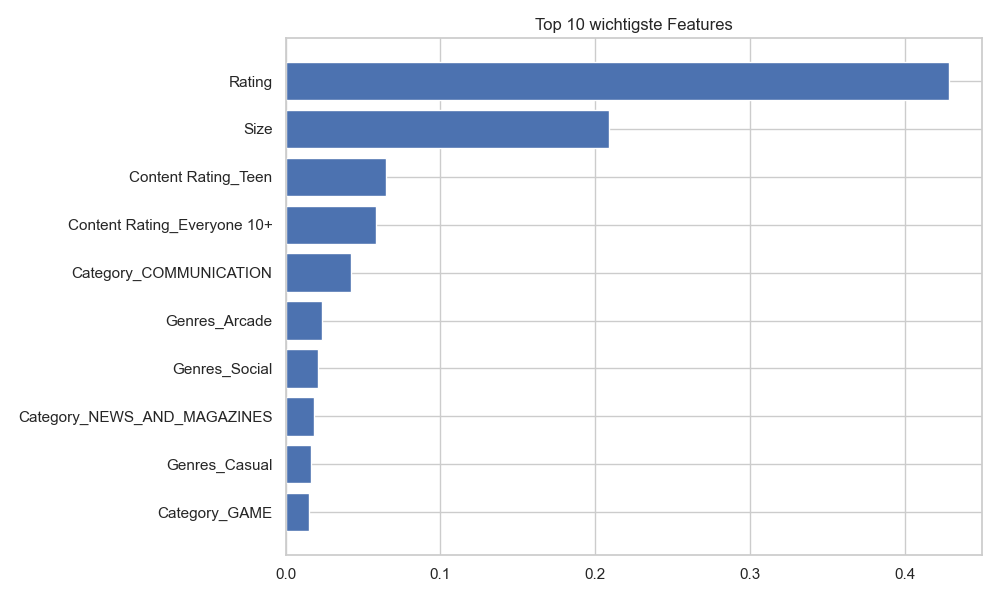 Top 10 wichtigste Features
Rating
Size
Content Rating_Teen
Content Rating_Everyone 10+
Category_COMMUNICATION
Genres_Arcade
Genres_Social
Category_NEWS_AND_MAGAZINES
Genres_Casual
Category_GAME
0.0 0.1 0.2 0.3 0.4